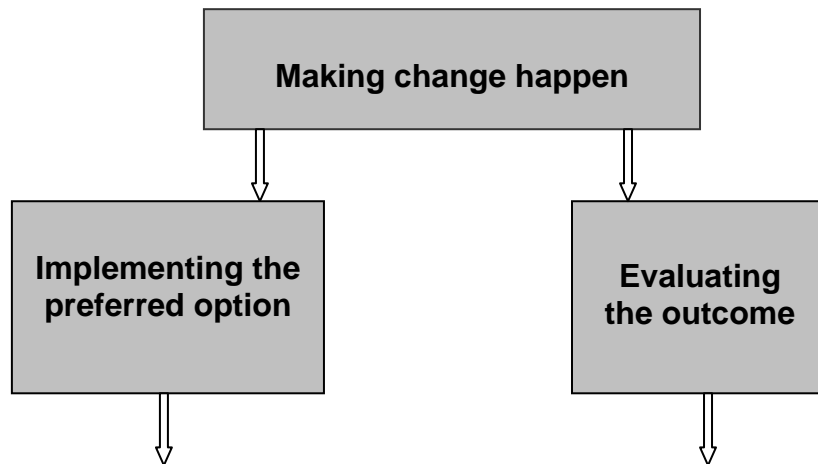 Making change happen
Implementing the
preferred option
Evaluating
the outcome